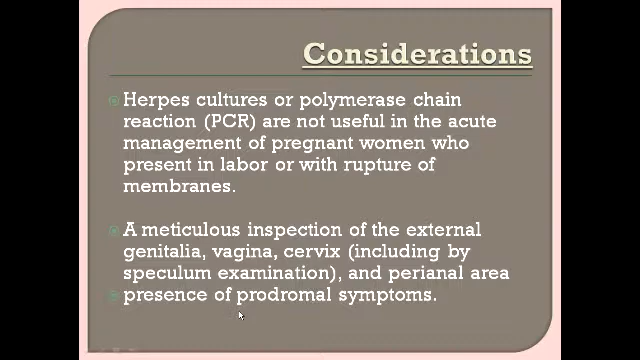 Considerations
Herpes cultures or polymerase chain
reaction (PCR) are not useful in the acute
management of pregnant women who
present in labor or with rupture of
membranes.
A meticulous inspection of the external
genitalia, vagina, cervix (including by
speculum examination), and perianal area
presence of prodromal symptoms.